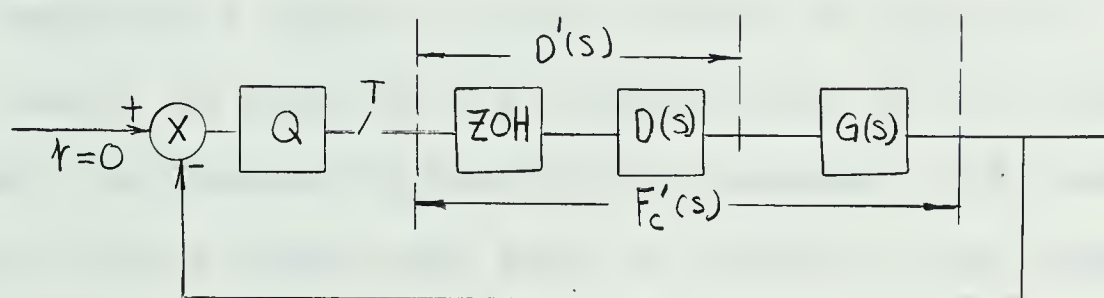 D'(s)
T
+
X
-
r=0
Q
ZOH
D(s)
G(s)
F'c(s)